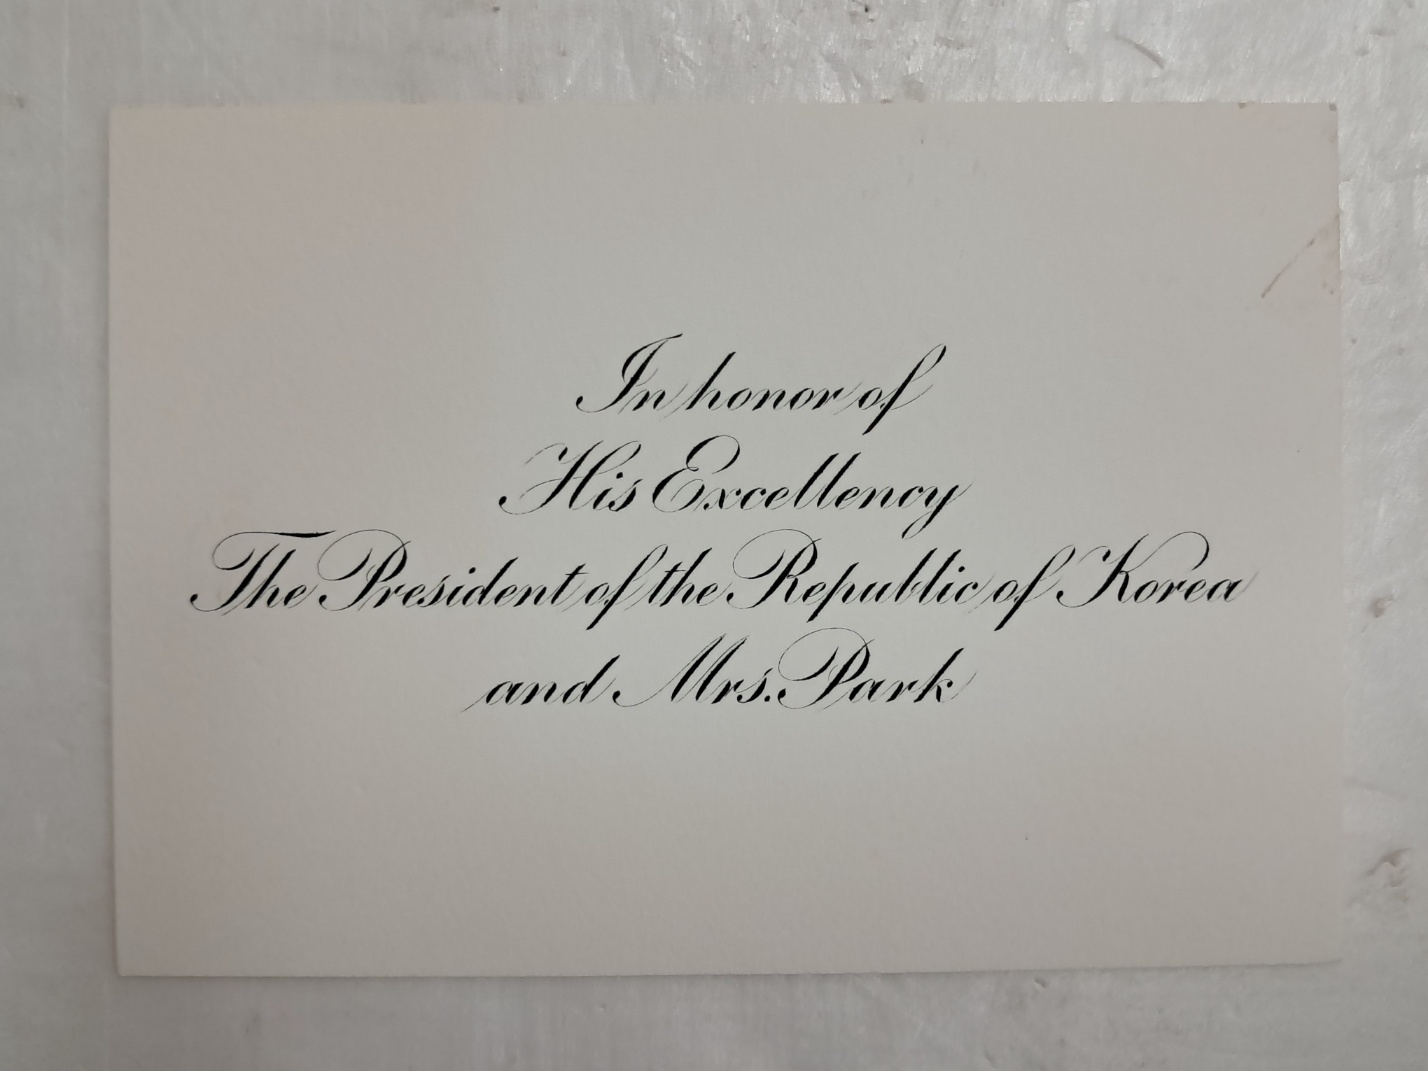 In honor of
His Excellency
The President of the Republic of Korea
and Mrs. Park